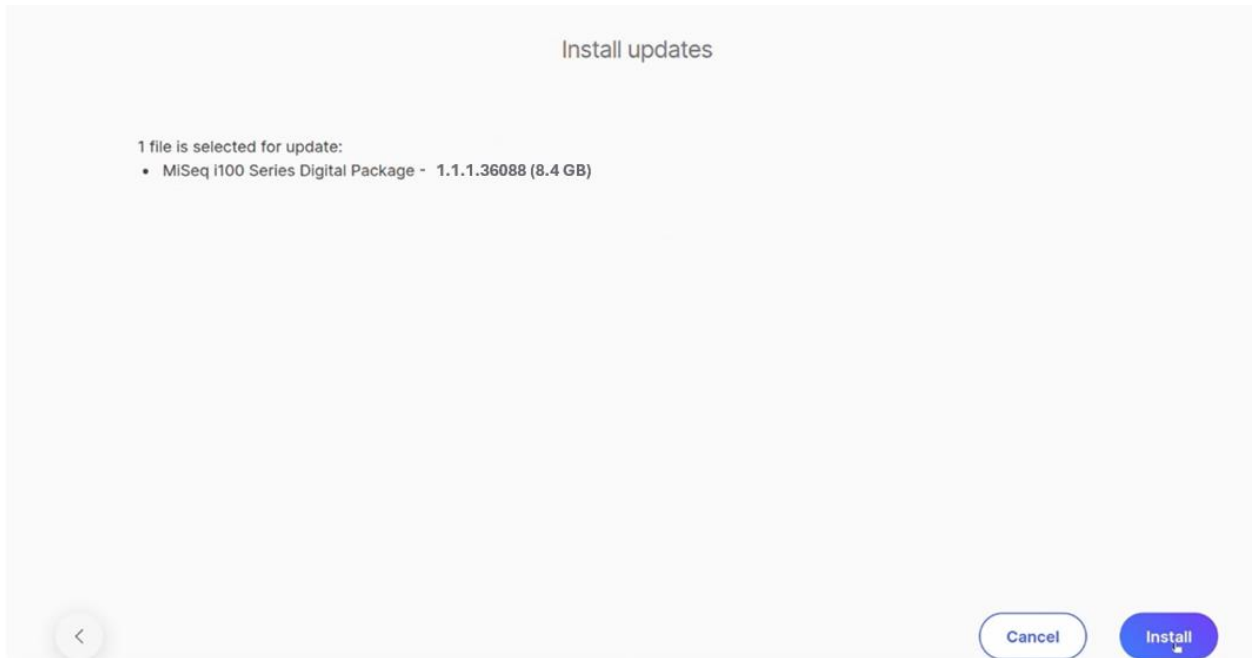 Install updates
1 file is selected for update:
• MiSeq i100 Series Digital Package - 1.1.1.36088 (8.4 GB)
Cancel
Install